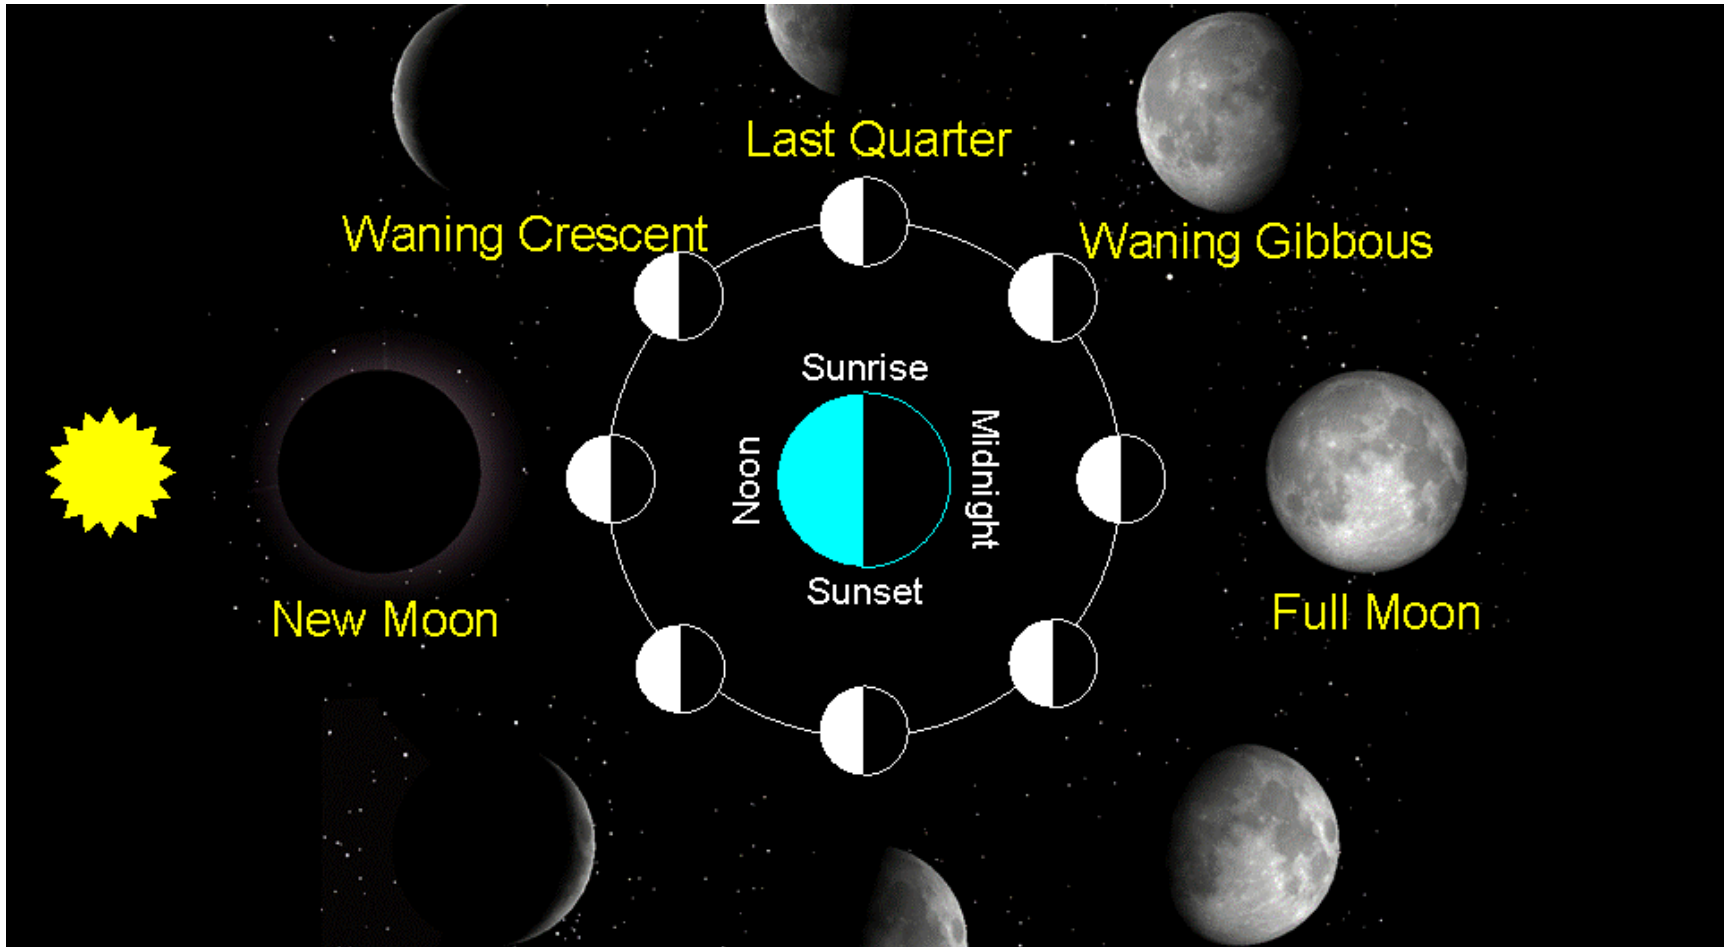 Last Quarter
Waning Crescent
Waning Gibbous
Sunrise
Noon
Midnight
Sunset
New Moon
Full Moon